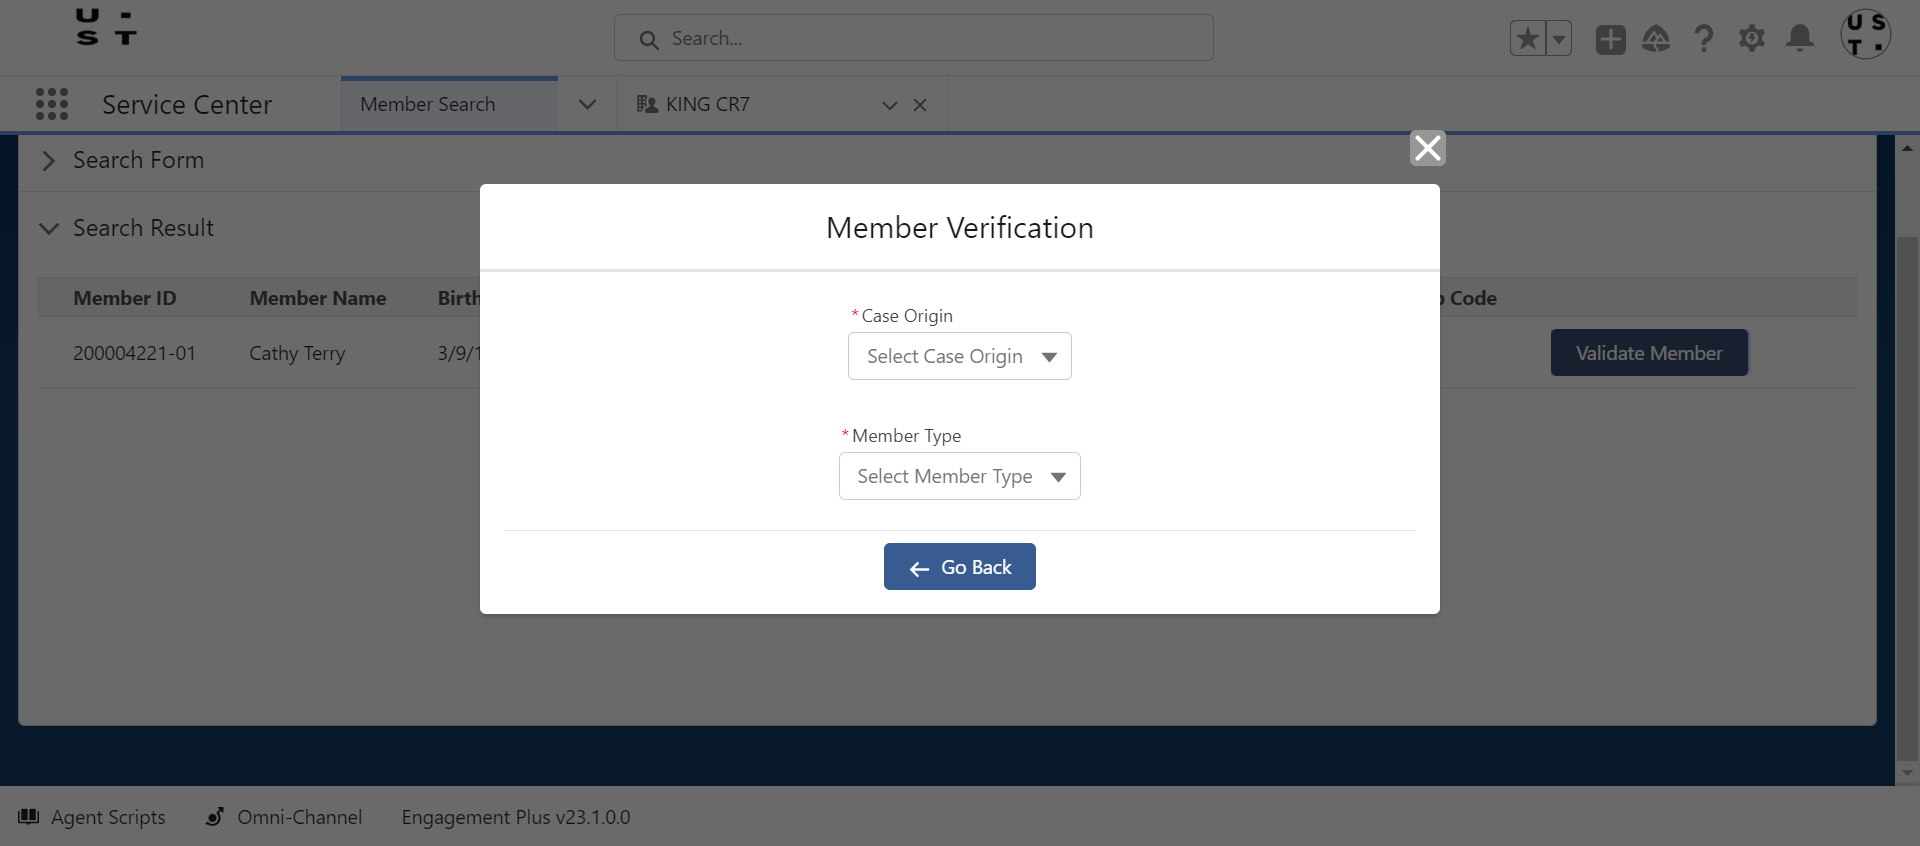 U ·
S T
Search...
U S
T ·
Service Center
Member Search
KING CR7
Search Form
Search Result
Member Verification
Member ID Member Name Birth Code
*Case Origin
Select Case Origin
200004221-01 Cathy Terry 3/9/1 Validate Member
*Member Type
Select Member Type
Go Back
Agent Scripts Omni-Channel Engagement Plus v23.1.0.0